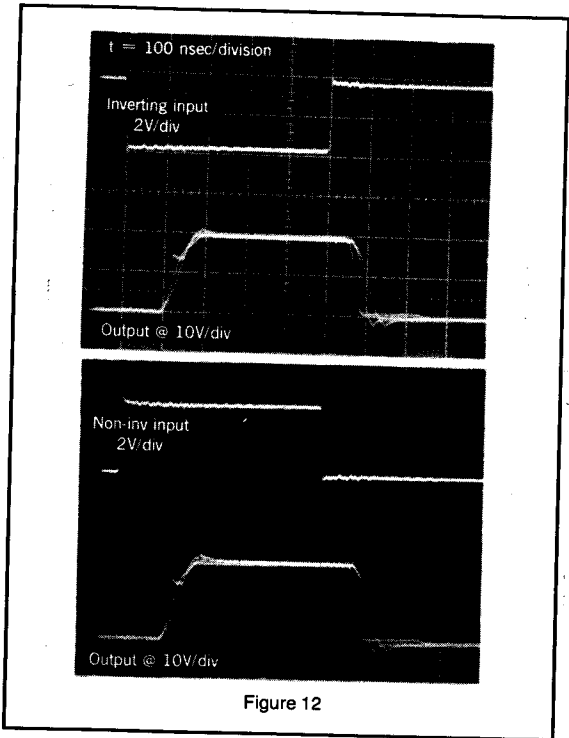 t = 100 nsec/division
Inverting input
2V/div
Output @ 10V/div
Non-inv input
2V/div
Output @ 10V/div
Figure 12